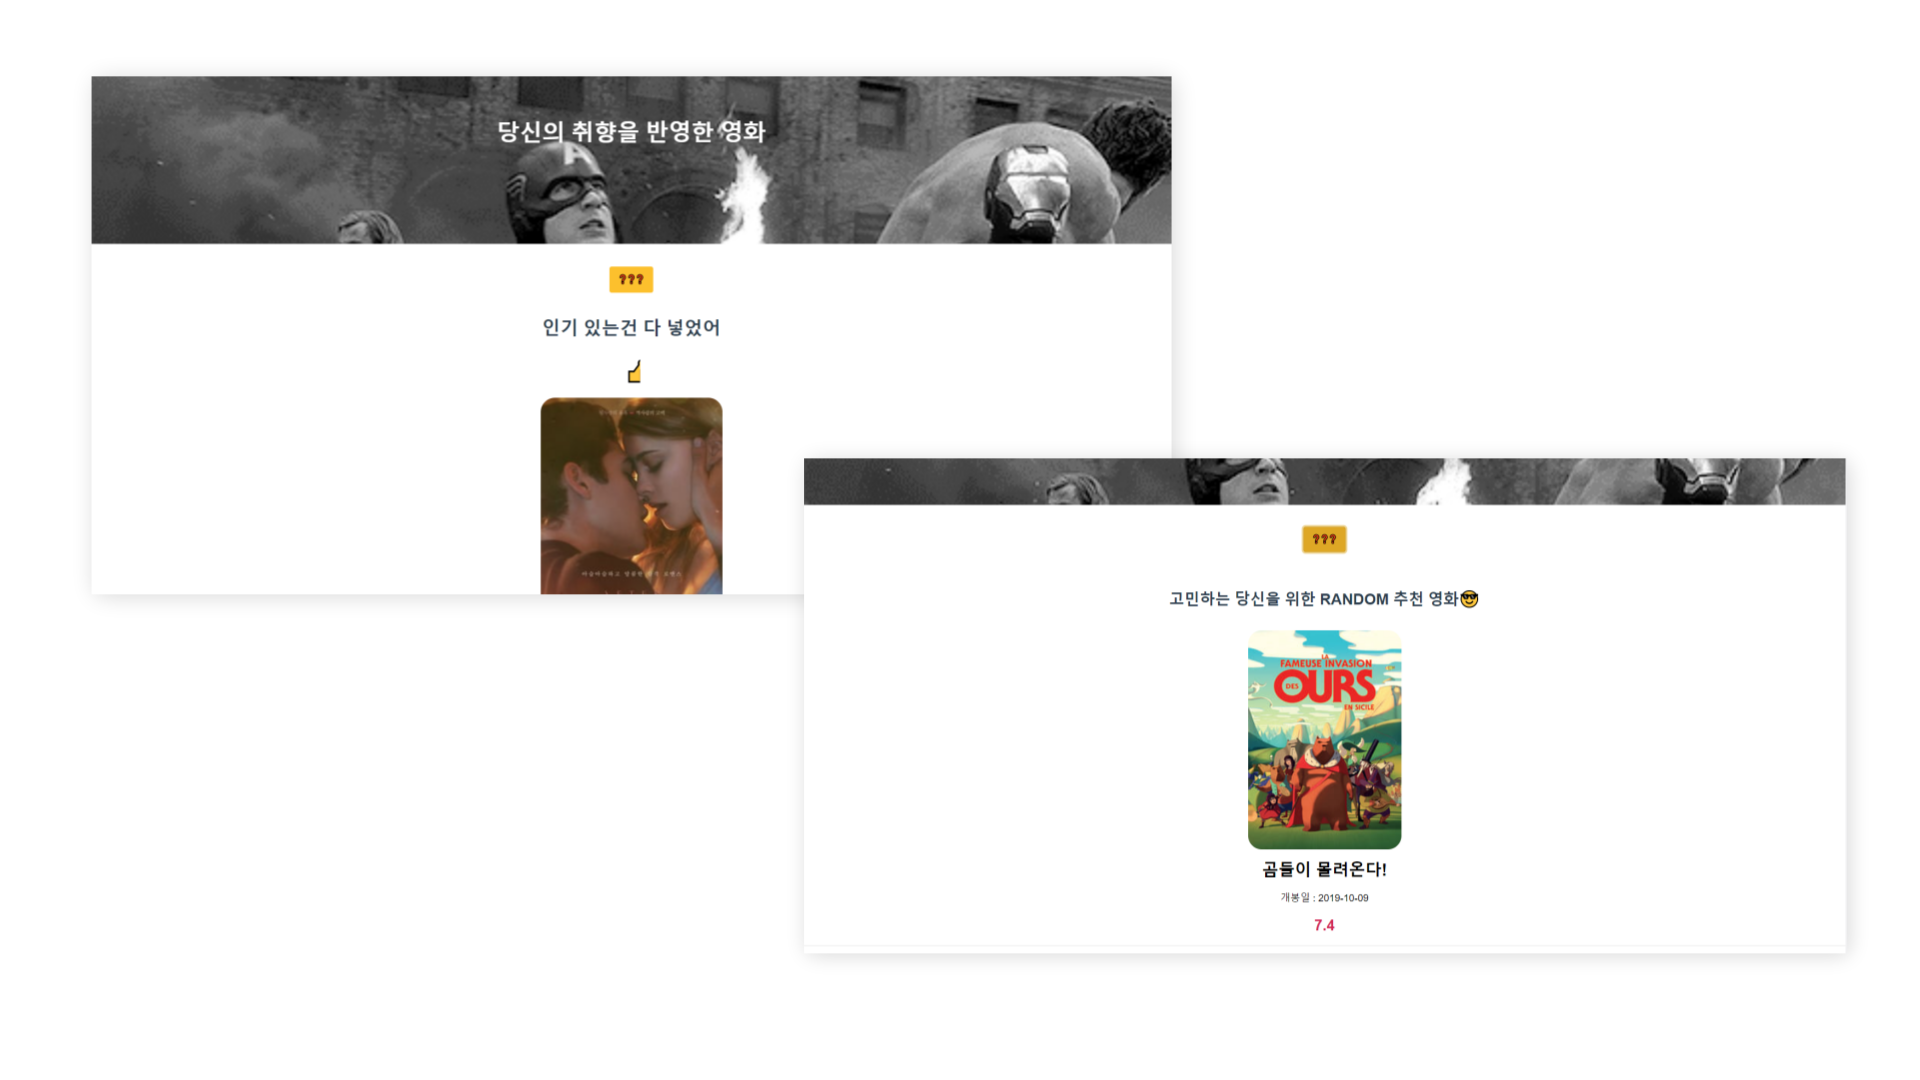 당신의 취향을 반영한 영화
A
???
인기 있는건 다 넣었어
???
고민하는 당신을 위한 RANDOM 추천 영화😎
LA
FAMEUSE INVASION
DES OURS
EN SICILE
곰들이 몰려온다!
개봉일 : 2019-10-09
7.4